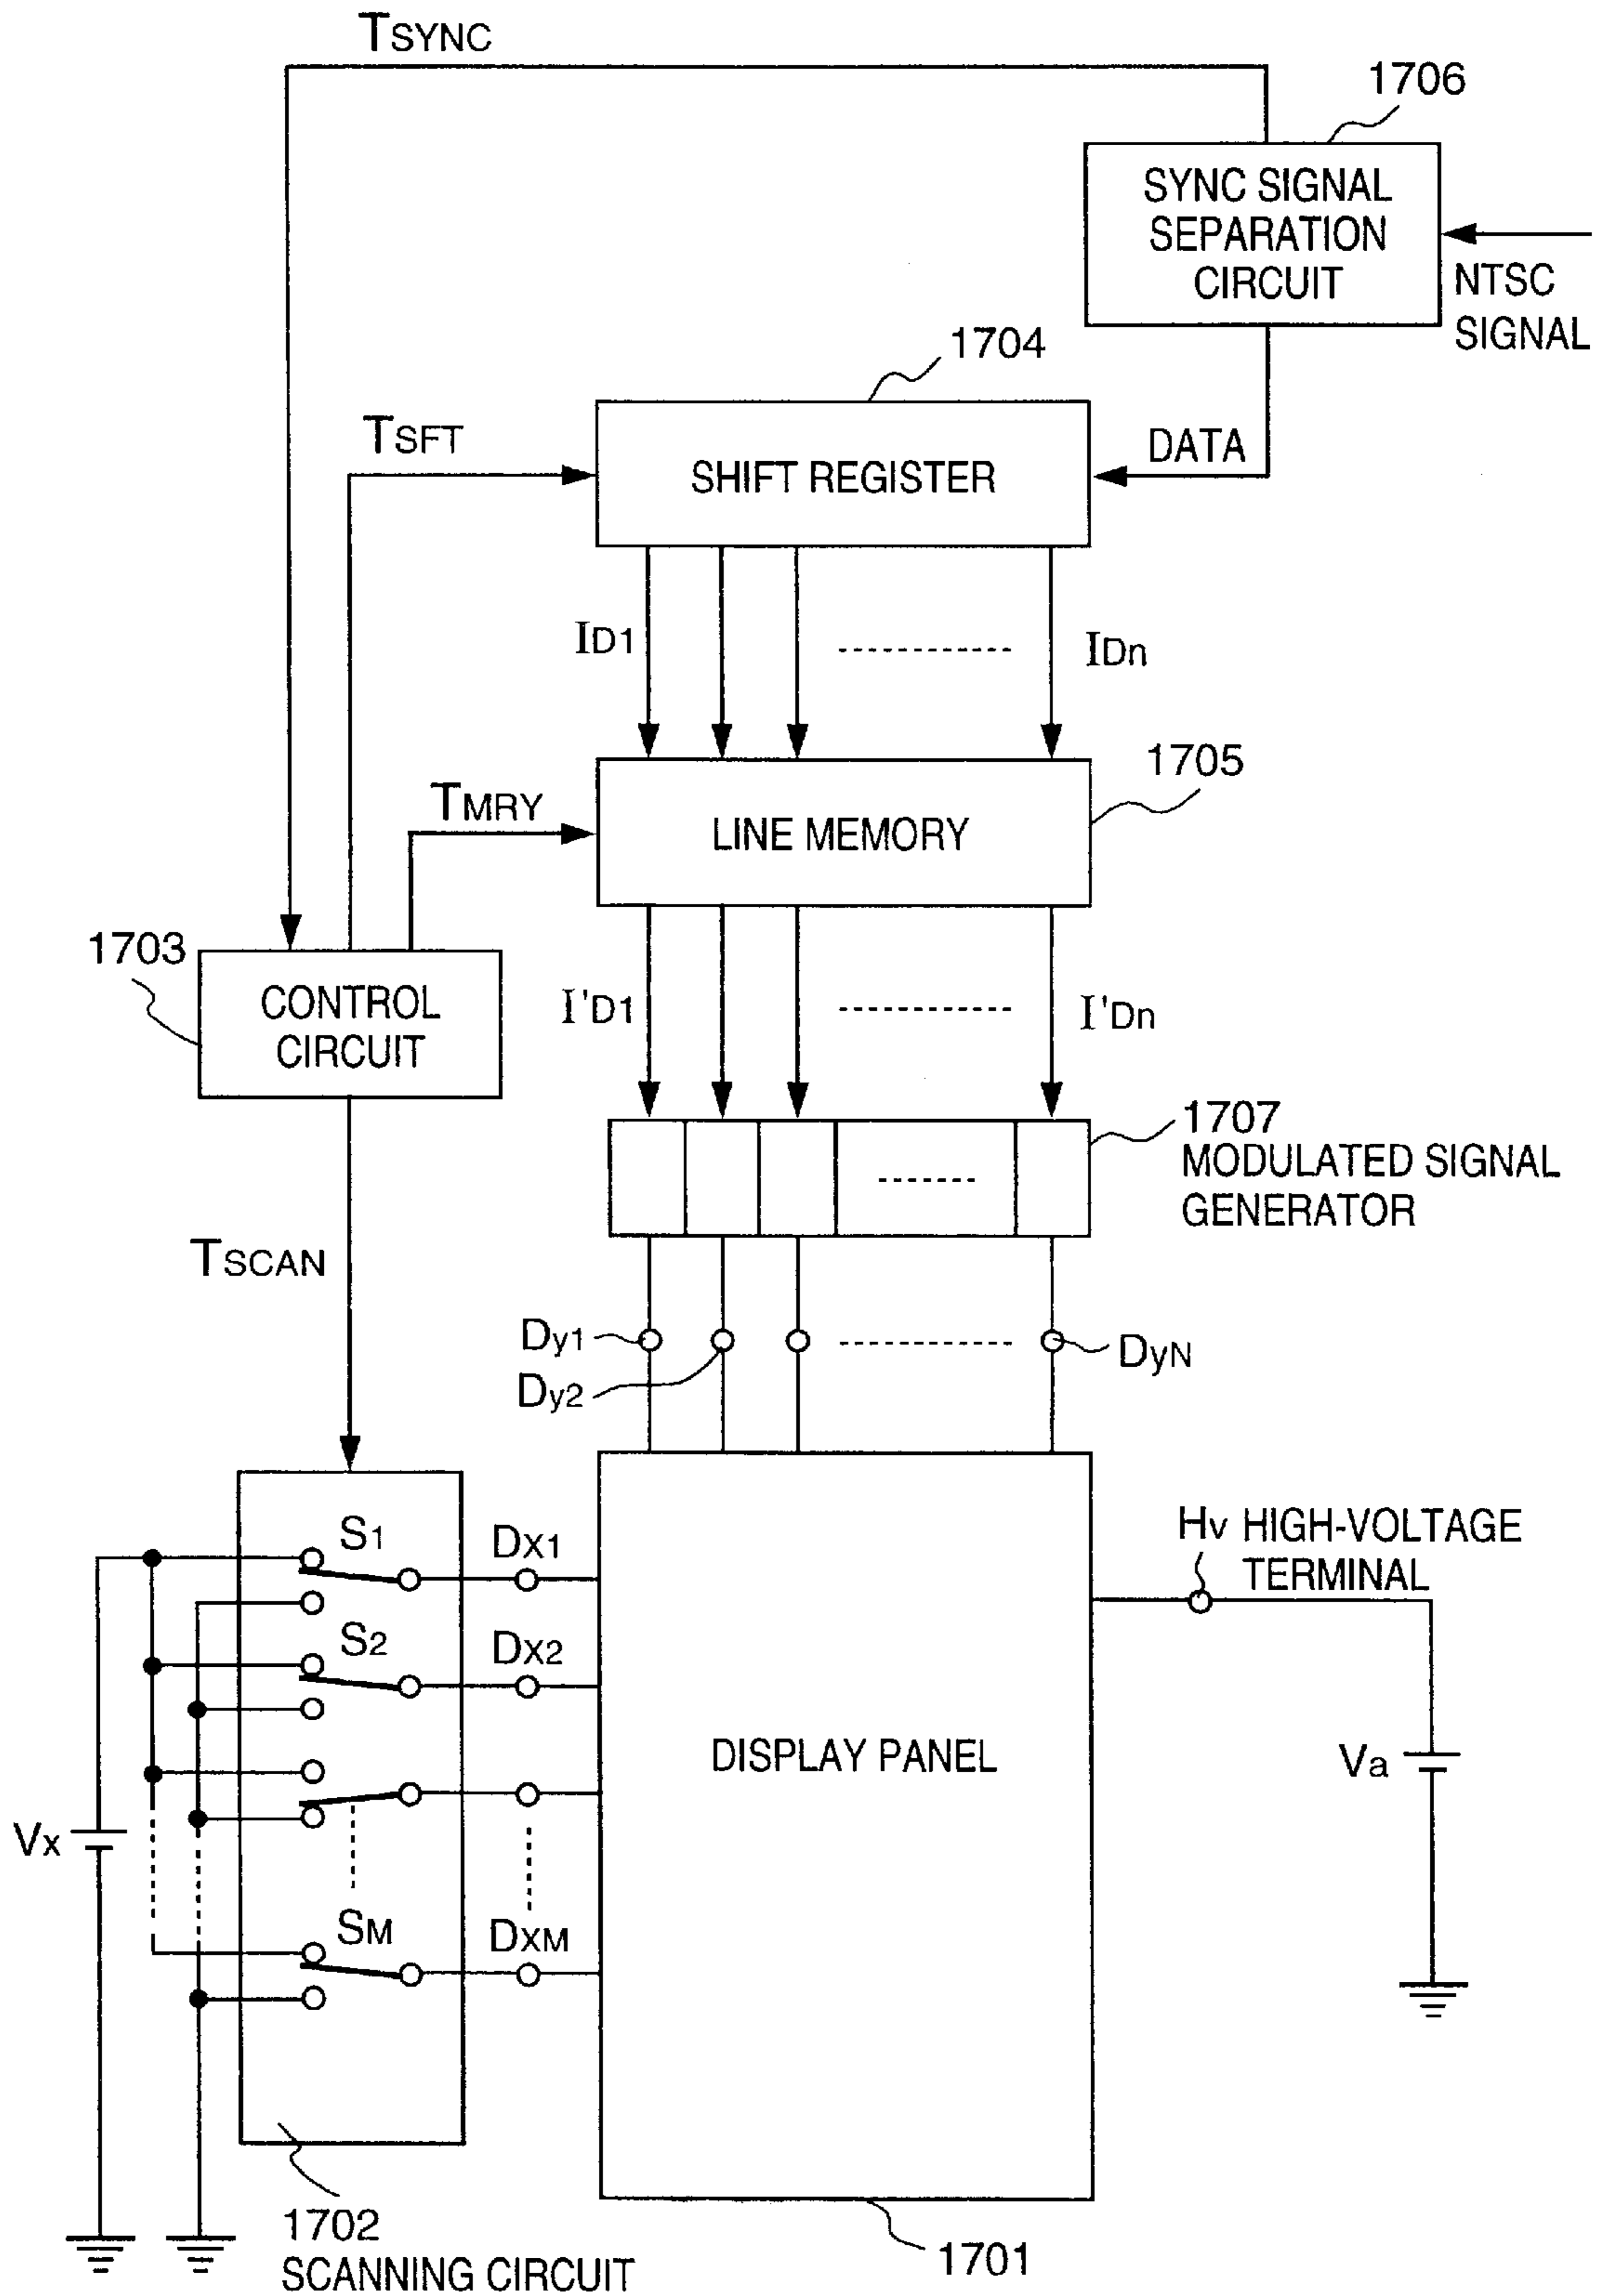 TSYNC
1706
SYNC SIGNAL
SEPARATION
CIRCUIT
NTSC
SIGNAL
1704
TSFT
SHIFT REGISTER
DATA
ID1
IDn
1705
TMRY
LINE MEMORY
1703
CONTROL
CIRCUIT
I'D1
I'Dn
1707
MODULATED SIGNAL
GENERATOR
TSCAN
Dy1
Dy2
DyN
S1
DX1
HV HIGH-VOLTAGE
TERMINAL
S2
DX2
DISPLAY PANEL
Va
VX
SM
DXM
1702
SCANNING CIRCUIT
1701